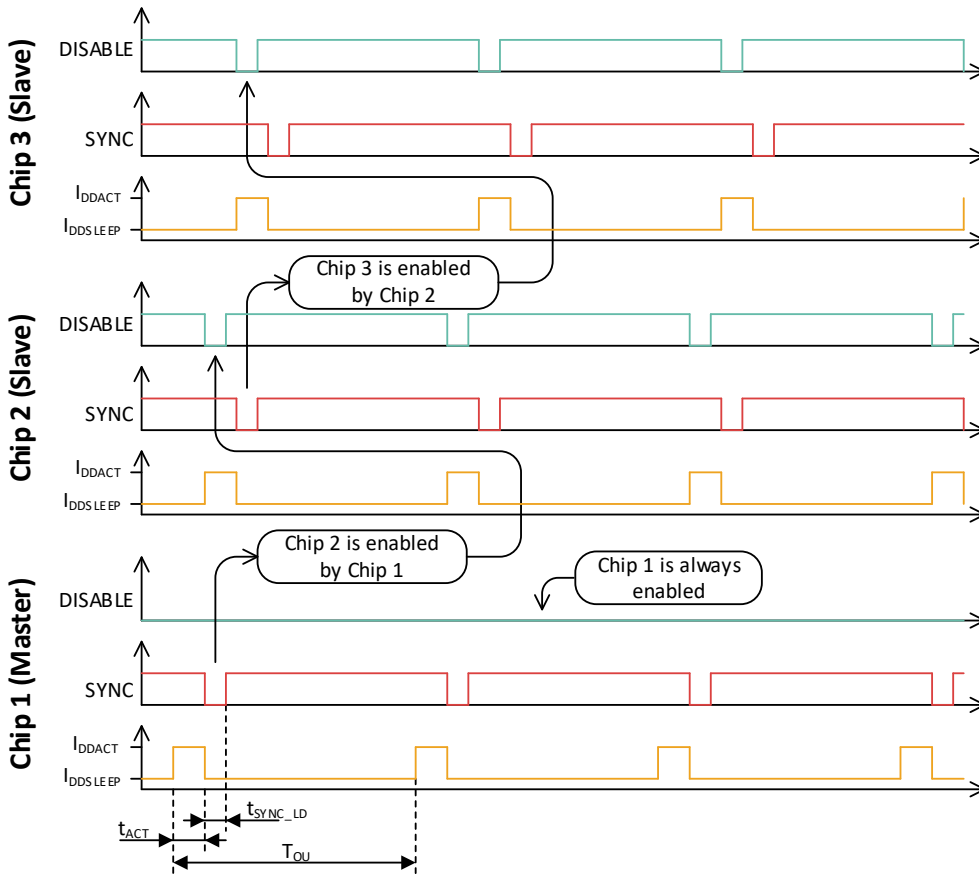 Chip 3 (Slave)
DISABLE
SYNC
IDDACT
IDDSLEEP
Chip 3 is enabled
by Chip 2
Chip 2 (Slave)
DISABLE
SYNC
IDDACT
IDDSLEEP
Chip 2 is enabled
by Chip 1
Chip 1 is always
enabled
Chip 1 (Master)
DISABLE
SYNC
IDDACT
IDDSLEEP
tSYNC_LD
tACT
TOU